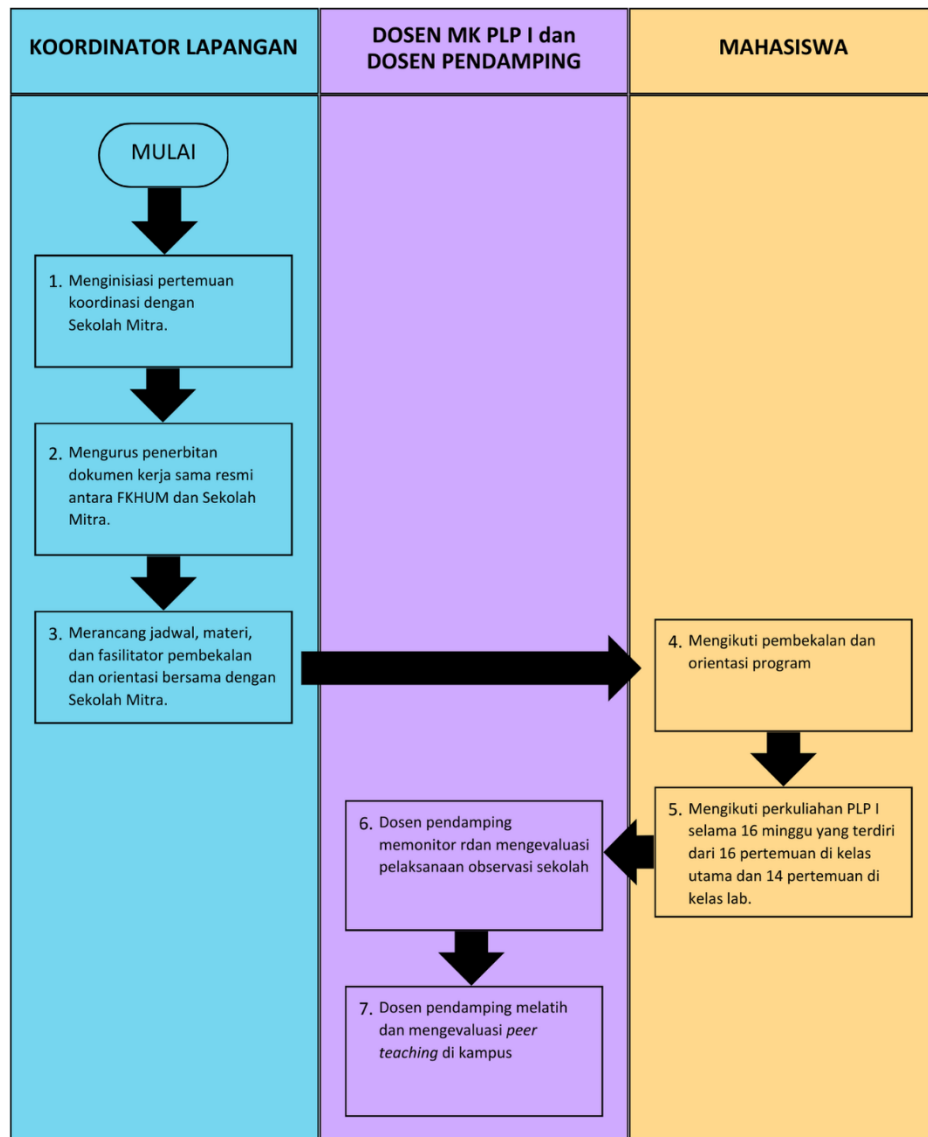 KOORDINATOR LAPANGAN
DOSEN MK PLP I dan
DOSEN PENDAMPING
MAHASISWA
MULAI
1. Menginisiasi pertemuan
koordinasi dengan
Sekolah Mitra.
2. Mengurus penerbitan
dokumen kerja sama resmi
antara FKHUM dan Sekolah
Mitra.
3. Merancang jadwal, materi,
dan fasilitator pembekalan
dan orientasi bersama dengan
Sekolah Mitra.
4. Mengikuti pembekalan dan
orientasi program
5. Mengikuti perkuliahan PLP I
selama 16 minggu yang terdiri
dari 16 pertemuan di kelas
utama dan 14 pertemuan di
kelas lab.
6. Dosen pendamping
memonitor rdan mengevaluasi
pelaksanaan observasi sekolah
7. Dosen pendamping melatih
dan mengevaluasi peer
teaching di kampus